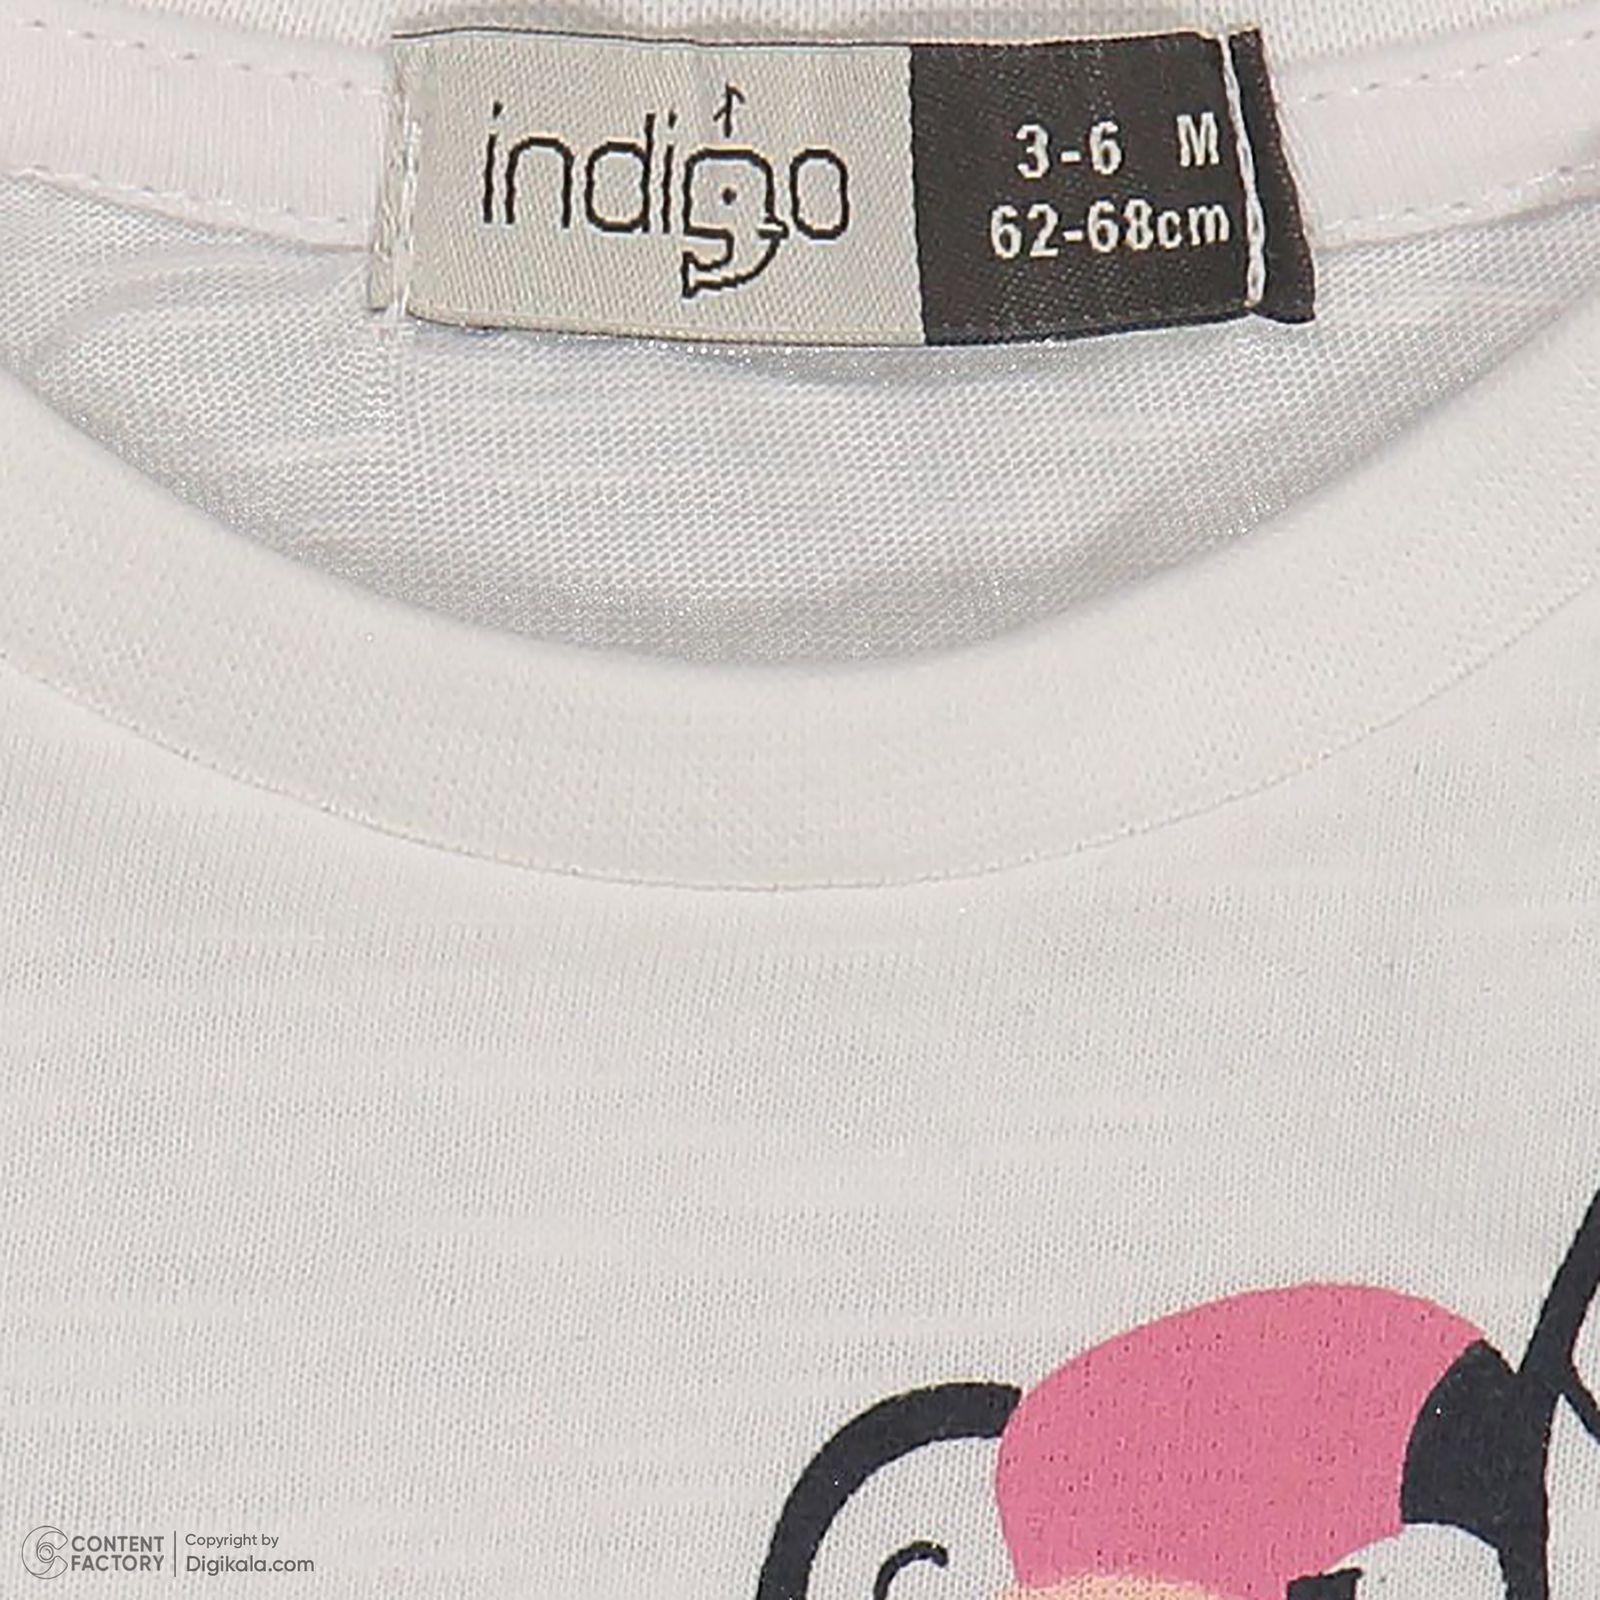 indigo
3-6 M
62-68cm
CONTENT FACTORY
Copyright by
Digikala.com